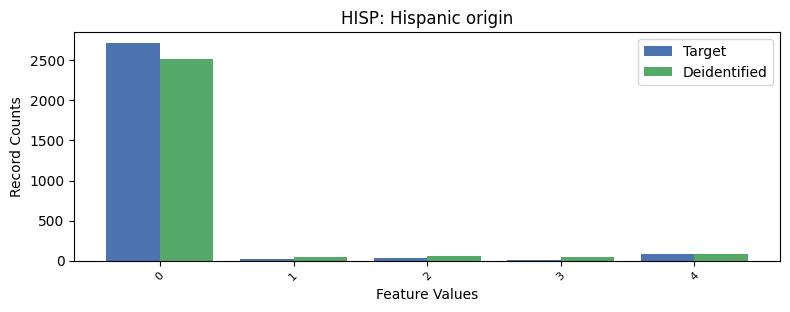 HISP: Hispanic origin
Target
Deidentified
Record Counts
2500
2000
1500
1000
500
0
0 1 2 3 4
Feature Values